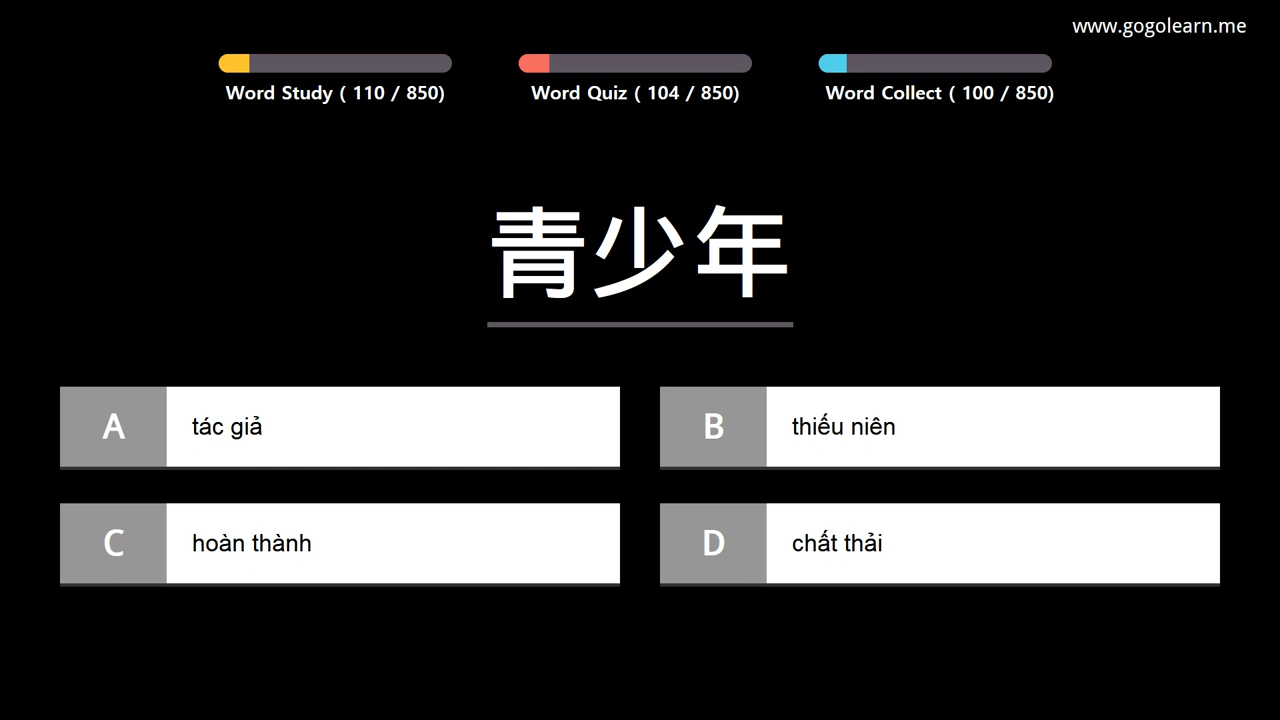 www.gogolearn.me
Word Study ( 110 / 850)
Word Quiz ( 104 / 850)
Word Collect ( 100 / 850)
青少年
A tác giả
B thiếu niên
C hoàn thành
D chất thải